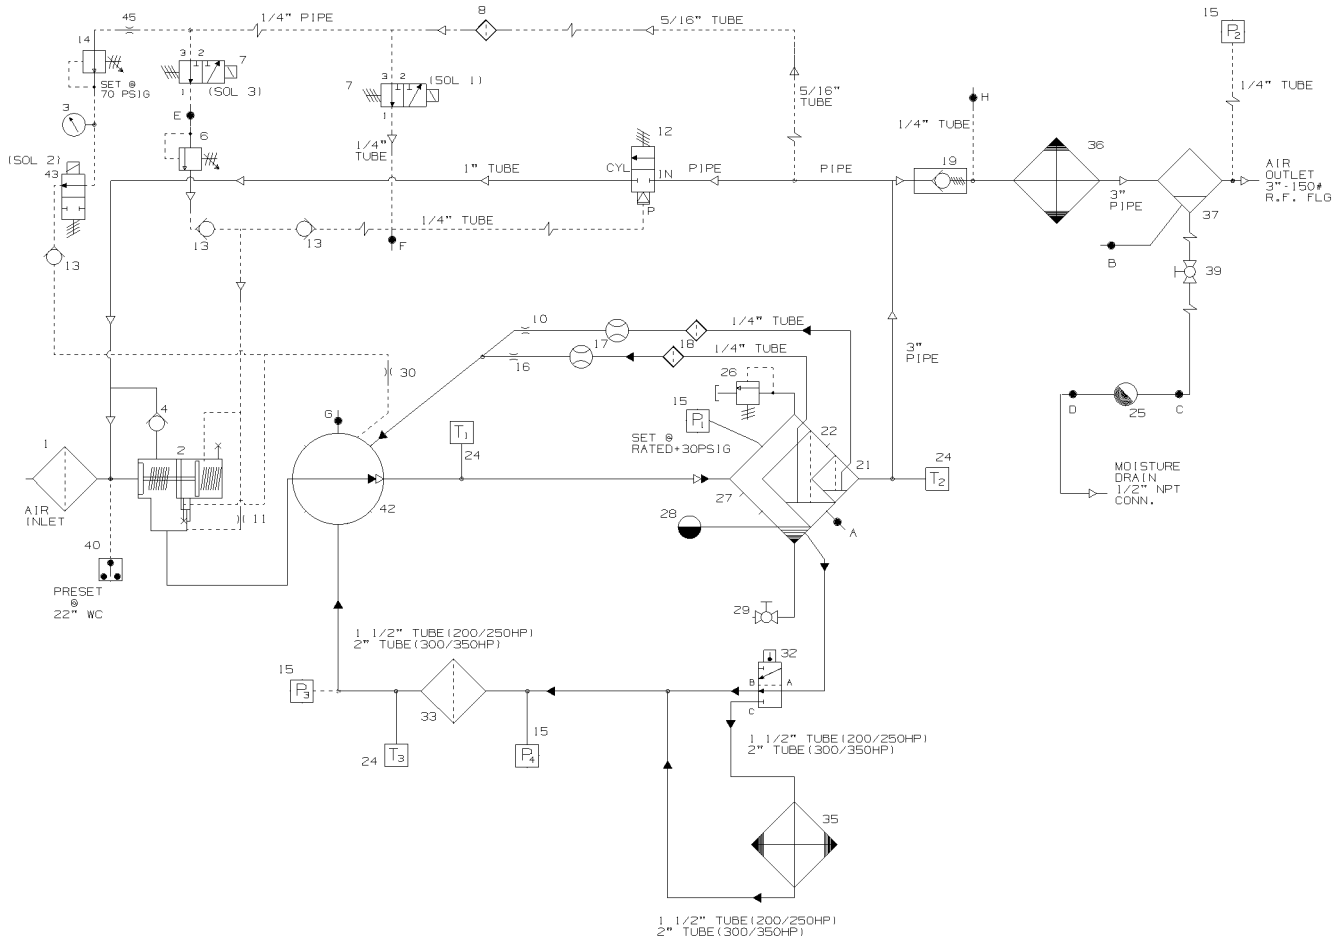 45
1/4" PIPE
8
5/16" TUBE
15
P2
14
3 2
7
SET @
70 PSIG
1
(SOL 3)
3 2
7
(SOL 1)
1
5/16"
TUBE
1/4" TUBE
3
E
6
1/4"
TUBE
12
H
1/4" TUBE
36
(SOL 2)
43
1" TUBE
CYL
IN
PIPE
PIPE
19
AIR
OUTLET
3"-150#
R.F. FLG
3"
PIPE
P
37
13
13
1/4" TUBE
F
13
B
39
10
17
1/4" TUBE
18
1/4" TUBE
16
3"
PIPE
30
26
D
25
C
4
G
15
P1
SET @
RATED+30PSIG
22
1
2
T1
24
21
24
T2
MOISTURE
DRAIN
1/2" NPT
CONN.
27
AIR
INLET
11
42
28
A
40
PRESET
@
22" WC
29
1 1/2" TUBE(200/250HP)
2" TUBE(300/350HP)
32
15
P3
B A
C
33
15
24
T3
P4
1 1/2" TUBE(200/250HP)
2" TUBE(300/350HP)
35
1 1/2" TUBE(200/250HP)
2" TUBE(300/350HP)